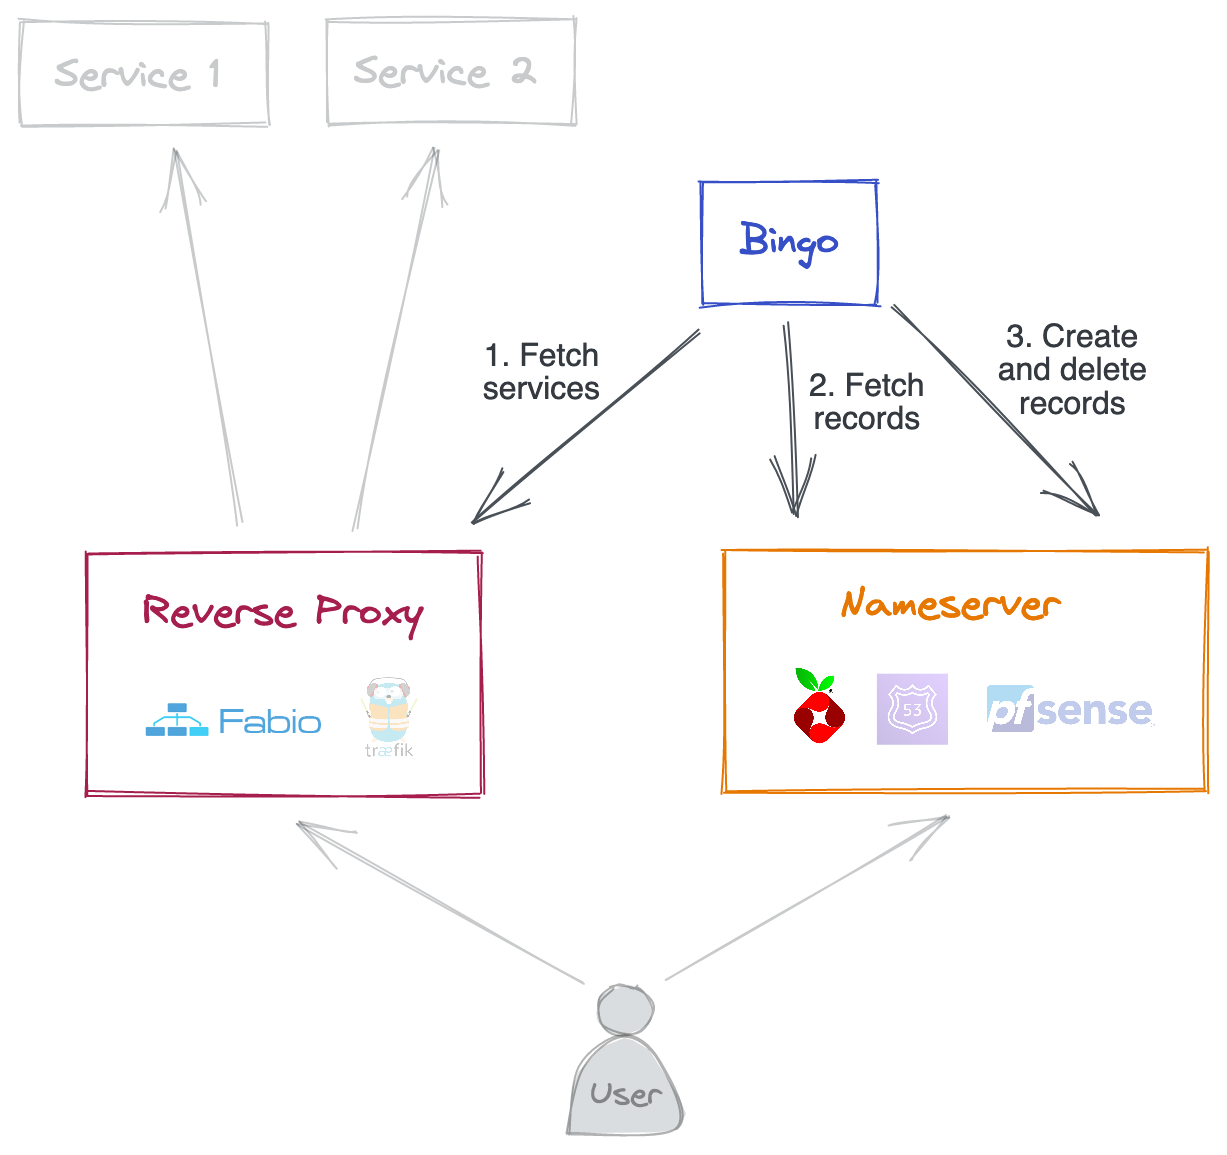 Service 1
Service 2
Bingo
1. Fetch
services
2. Fetch
records
3. Create
and delete
records
Reverse Proxy
Fabio
træfik
Nameserver
53
pfsense
User